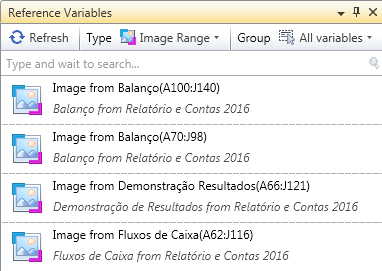 Reference Variables
Refresh Type Image Range Group All variables
Type and wait to search...
Image from Balanço(A100:J140)
Balanço from Relatório e Contas 2016
Image from Balanço(A70:J98)
Balanço from Relatório e Contas 2016
Image from Demonstração Resultados(A66:J121)
Demonstração de Resultados from Relatório e Contas 2016
Image from Fluxos de Caixa(A62:J116)
Fluxos de Caixa from Relatório e Contas 2016